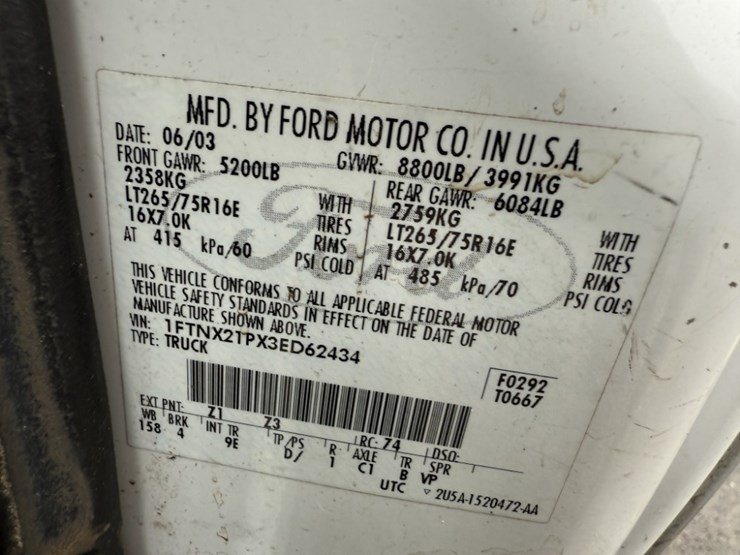 MFD. BY FORD MOTOR CO. IN U.S.A.
DATE: 06/03 GVWR: 8800LB/3991KG
FRONT GAWR: 5200LB
2358KG WITH
LT265/75R16E TIRES
16X7.0K RIMS
AT 415 kPa/60 PSI COLD
REAR GAWR: 6084LB
2759KG WITH
LT265/75R16E TIRES
16X7.0K RIMS
AT 485 kPa/70 PSI COLD
Ford
THIS VEHICLE CONFORMS TO ALL APPLICABLE FEDERAL MOTOR
VEHICLE SAFETY STANDARDS IN EFFECT ON THE DATE OF
MANUFACTURE SHOWN ABOVE.
VIN: 1FTNX21PX3ED62434
TYPE: TRUCK
F0292
T0667
EXT PNT: Z1 Z3 RC: 74 DSO:
WB BRK INT TR TP/PS R AXLE TR SPR
158 4 9E D/ 1 C1 B VP
UTC ▽ 2U5A-1520472-AA